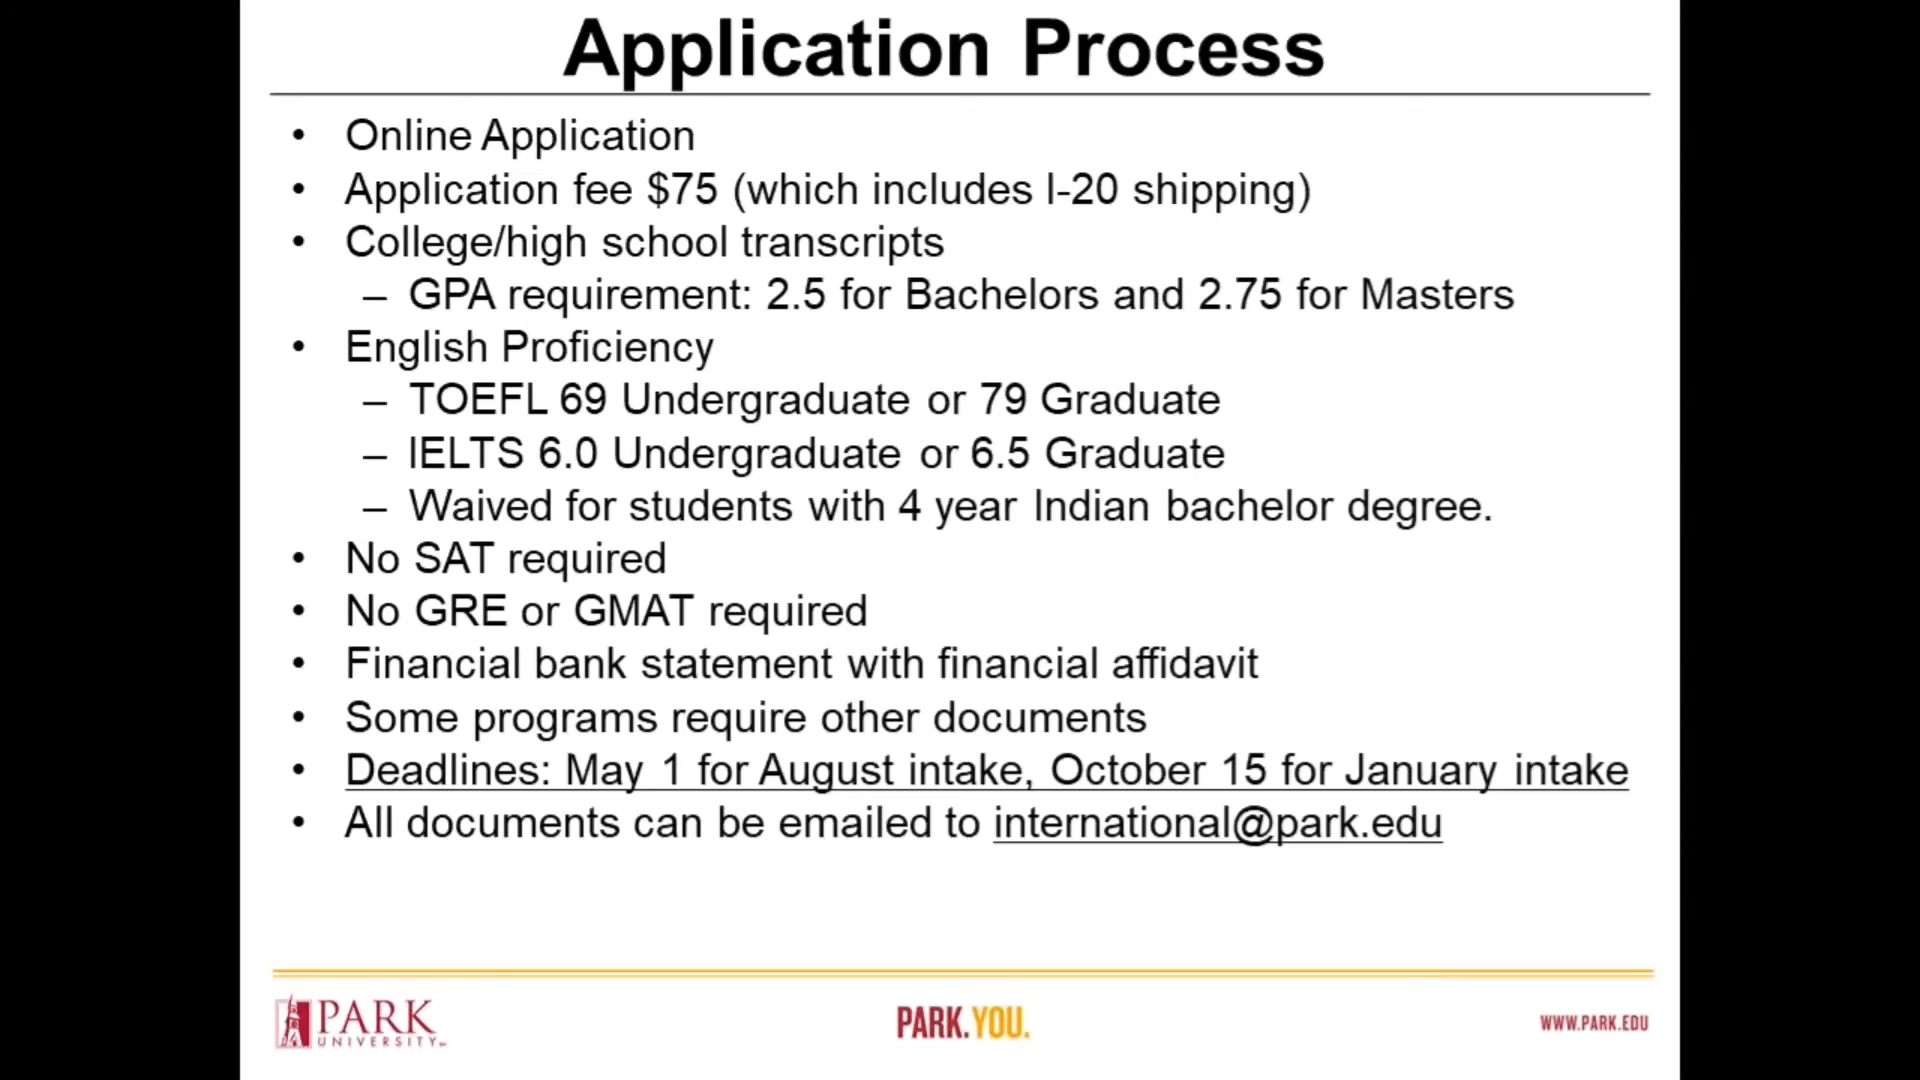 Application Process
• Online Application
• Application fee $75 (which includes I-20 shipping)
• College/high school transcripts
– GPA requirement: 2.5 for Bachelors and 2.75 for Masters
• English Proficiency
– TOEFL 69 Undergraduate or 79 Graduate
– IELTS 6.0 Undergraduate or 6.5 Graduate
– Waived for students with 4 year Indian bachelor degree.
• No SAT required
• No GRE or GMAT required
• Financial bank statement with financial affidavit
• Some programs require other documents
• Deadlines: May 1 for August intake, October 15 for January intake
• All documents can be emailed to international@park.edu
PARK
UNIVERSITY
PARK.YOU.
WWW.PARK.EDU